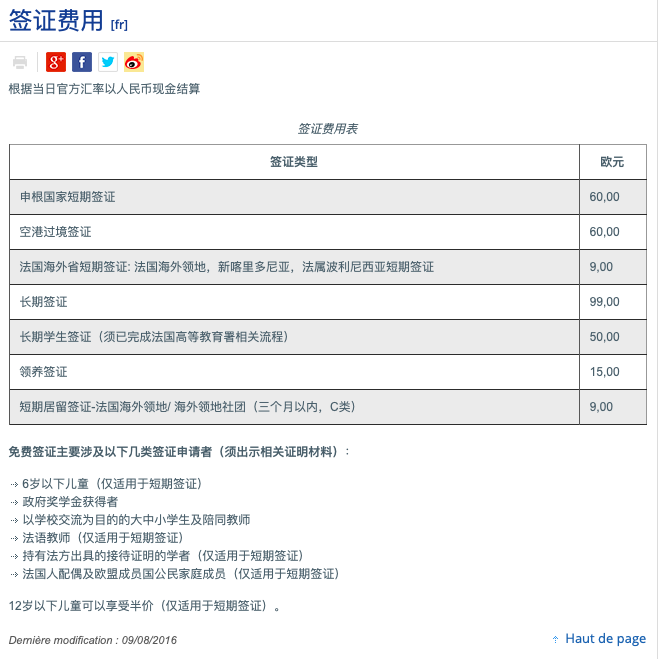 签证费用 [fr]
根据当日官方汇率以人民币现金结算
签证费用表
签证类型 欧元
申根国家短期签证 60,00
空港过境签证 60,00
法国海外省短期签证: 法国海外领地，新喀里多尼亚，法属波利尼西亚短期签证 9,00
长期签证 99,00
长期学生签证（须已完成法国高等教育署相关流程） 50,00
领养签证 15,00
短期居留签证-法国海外领地/ 海外领地社团（三个月以内，C类） 9,00
免费签证主要涉及以下几类签证申请者（须出示相关证明材料）:
6岁以下儿童（仅适用于短期签证）
政府奖学金获得者
以学校交流为目的的大中小学生及陪同教师
法语教师（仅适用于短期签证）
持有法方出具的接待证明的学者（仅适用于短期签证）
法国人配偶及欧盟成员国公民家庭成员（仅适用于短期签证）
12岁以下儿童可以享受半价（仅适用于短期签证）。
Dernière modification : 09/08/2016
Haut de page